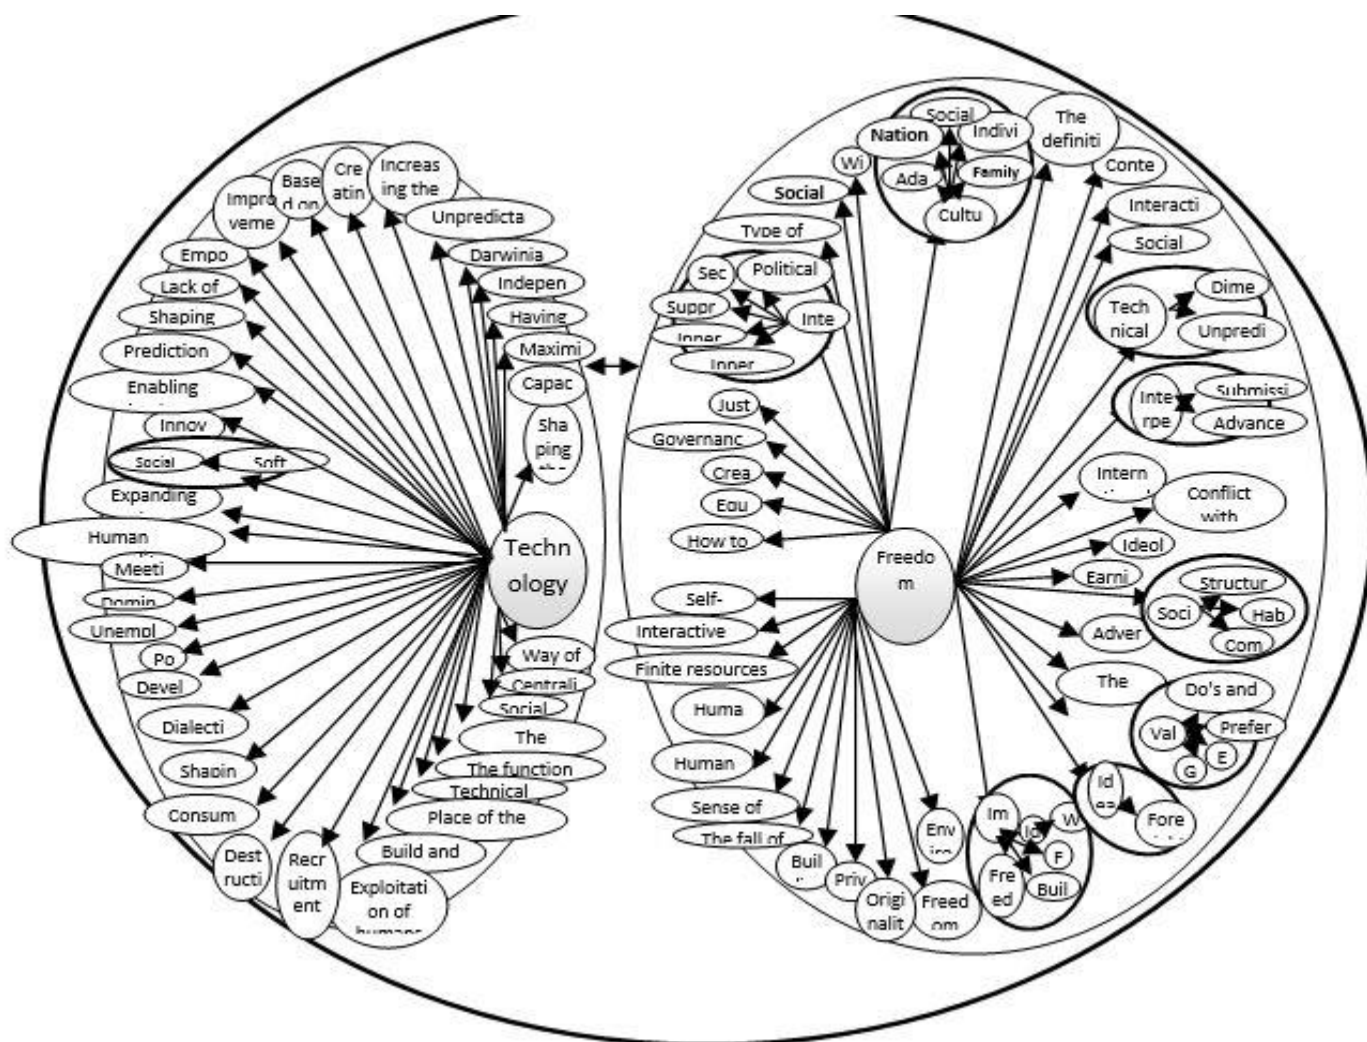 Impro
veme
Base
d on
Cre
atin
Increas
ing the
Unpredicta
Darwinia
Indepen
Having
Maximi
Capac
Sha
ping
Empo
Lack of
Shaping
Prediction
Enabling
Innov
Social
Soft
Expanding
Human
Meeti
Domin
Unempl
Po
Devel
Dialecti
Shapin
Consum
Dest
ructi
Recr
uitm
ent
Exploitati
on of
humans
Build and
Place of the
Technical
The function
The
Social
Centrali
Way of
Techn
ology
Social
Nation
Indivi
Ada
Family
Cultu
The
definiti
Wi
Social
Type of
Sec
Political
Suppr
Inte
Inner
Inner
Just
Governanc
Crea
Equ
How to
Freedo
m
Self-
Interactive
Finite resources
Huma
Human
Sense of
The fall of
Buil
Priv
Origi
nalit
Freed
om
Env
Conte
Interacti
Social
Tech
nical
Dime
Unpredi
Inte
rpe
Submissi
Advance
Intern
Conflict
with
Ideol
Earni
Structur
Soci
Hab
Com
Adver
The
Do's and
Val
Prefer
E
G
Id
ea
Fore
Im
W
F
Fre
ed
Buil